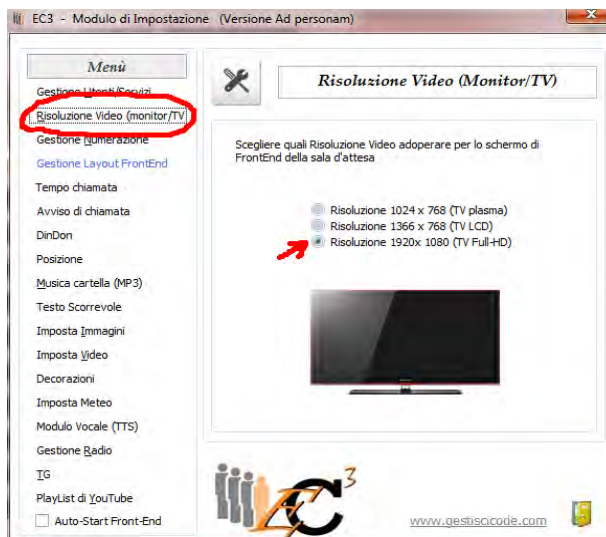 EC3 - Modulo di Impostazione (Versione Ad personam)
Menù
Gestione Utenti/Servizi
Risoluzione Video (monitor/TV
Gestione Numerazione
Gestione Layout FrontEnd
Tempo chiamata
Avviso di chiamata
DinDon
Posizione
Musica cartella (MP3)
Testo Scorrevole
Imposta Immagini
Imposta Video
Decorazioni
Imposta Meteo
Modulo Vocale (TTS)
Gestione Radio
TG
PlayList di YouTube
Auto-Start Front-End
Risoluzione Video (Monitor/TV)
Scegliere quali Risoluzione Video adoperare per lo schermo di
FrontEnd della sala d'attesa
Risoluzione 1024 x 768 (TV plasma)
Risoluzione 1366 x 768 (TV LCD)
Risoluzione 1920x 1080 (TV Full-HD)
EC3
www.gestiscicode.com